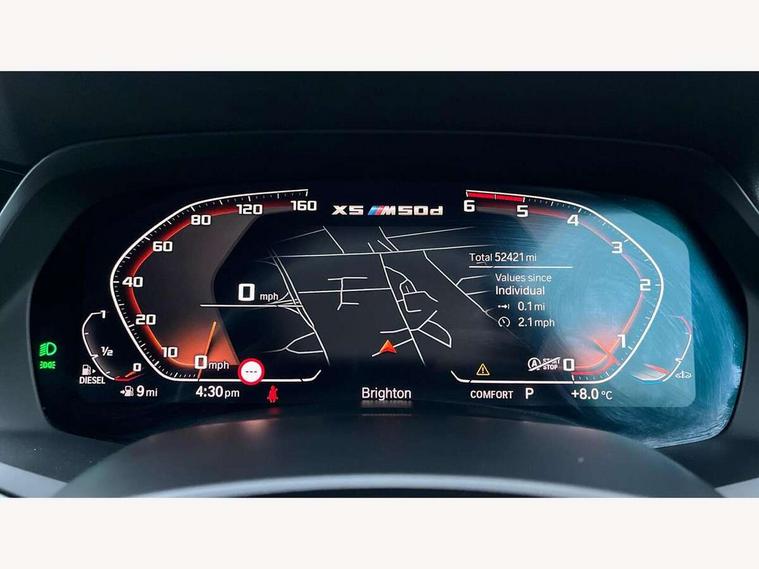 X5 M50d
160
120
80
60
40
20
10
0 mph
0 mph
6
5
4
3
2
1
0
Total 52421 mi
Values since
Individual
0.1 mi
2.1 mph
1
1/2
0
DIESEL
9 mi
4:30 pm
Brighton
COMFORT P
+8.0 °C
A START
STOP